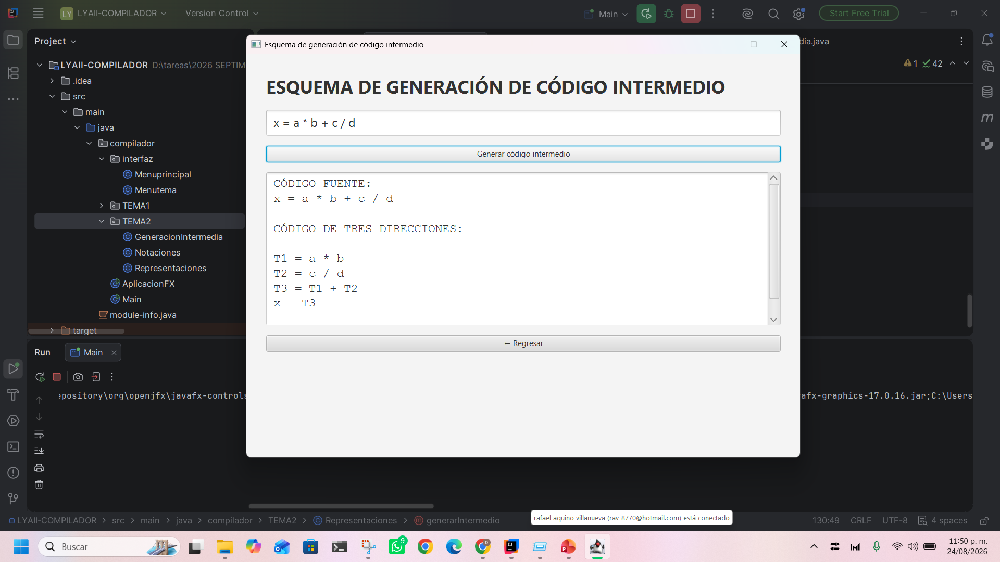 LY
LYAII-COMPILADOR
Version Control
Main
Start Free Trial
Project
Esquema de generación de código intermedio
dia.java
1
42
LYAII-COMPILADOR D:\tareas\2026 SEPTIM
.idea
src
main
java
compilador
interfaz
Menuprincipal
Menutema
TEMA1
TEMA2
GeneracionIntermedia
Notaciones
Representaciones
AplicacionFX
Main
module-info.java
target
ESQUEMA DE GENERACIÓN DE CÓDIGO INTERMEDIO
x = a * b + c / d
Generar código intermedio
CÓDIGO FUENTE:
x = a * b + c / d
CÓDIGO DE TRES DIRECCIONES:
T1 = a * b
T2 = c / d
T3 = T1 + T2
x = T3
← Regresar
Run
Main
epository\org\openjfx\javafx-controls
afx-graphics-17.0.16.jar;C:\Users
LYAII-COMPILADOR > src > main > java > compilador > TEMA2 > Representaciones > generarIntermedio
rafael aquino villanueva (rav_8770@hotmail.com) está conectado
130:49 CRLF UTF-8 4 spaces
Buscar
9
11:50 p. m.
24/08/2026